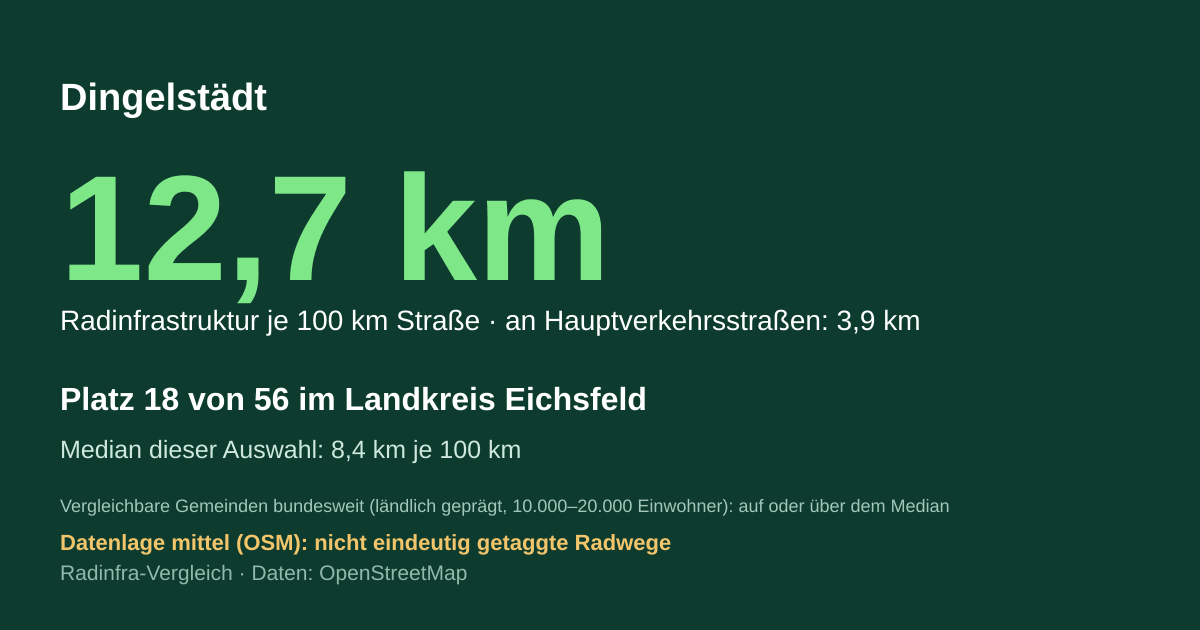 Dingelstädt
12,7 km
Radinfrastruktur je 100 km Straße · an Hauptverkehrsstraßen: 3,9 km
Platz 18 von 56 im Landkreis Eichsfeld
Median dieser Auswahl: 8,4 km je 100 km
Vergleichbare Gemeinden bundesweit (ländlich geprägt, 10.000–20.000 Einwohner): auf oder über dem Median
Datenlage mittel (OSM): nicht eindeutig getaggte Radwege
Radinfra-Vergleich · Daten: OpenStreetMap